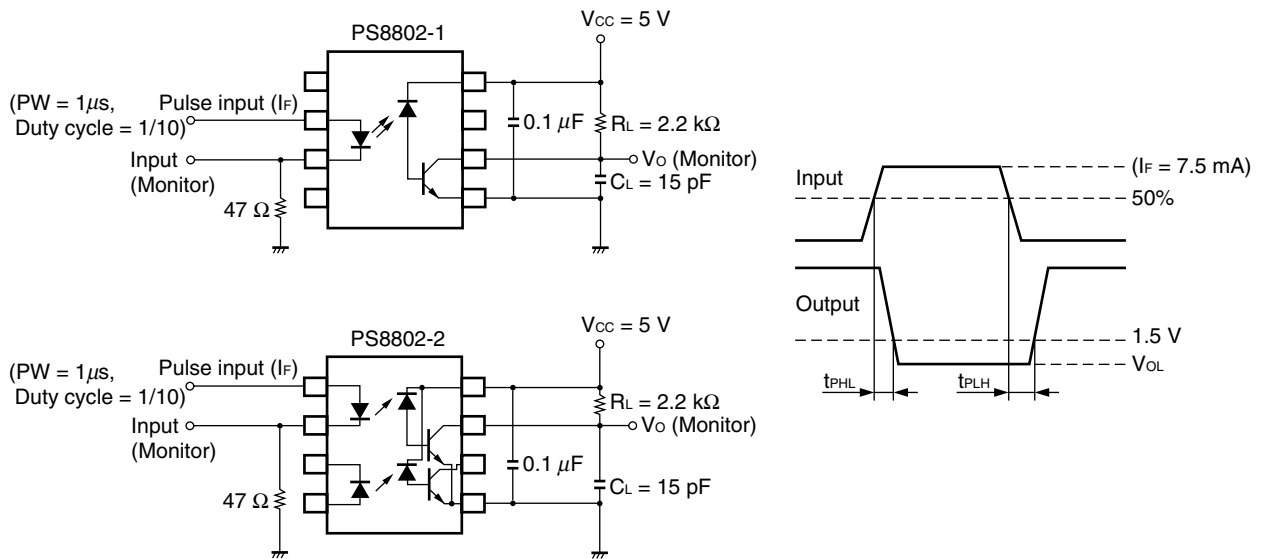 VCC = 5 V
PS8802-1
(PW = 1μs,
Duty cycle = 1/10)
Pulse input (IF)
Input
(Monitor)
47 Ω
0.1 μF
RL = 2.2 kΩ
VO (Monitor)
CL = 15 pF
VCC = 5 V
PS8802-2
(PW = 1μs,
Duty cycle = 1/10)
Pulse input (IF)
Input
(Monitor)
47 Ω
0.1 μF
RL = 2.2 kΩ
VO (Monitor)
CL = 15 pF
Input
(IF = 7.5 mA)
50%
Output
1.5 V
VOL
tPHL
tPLH